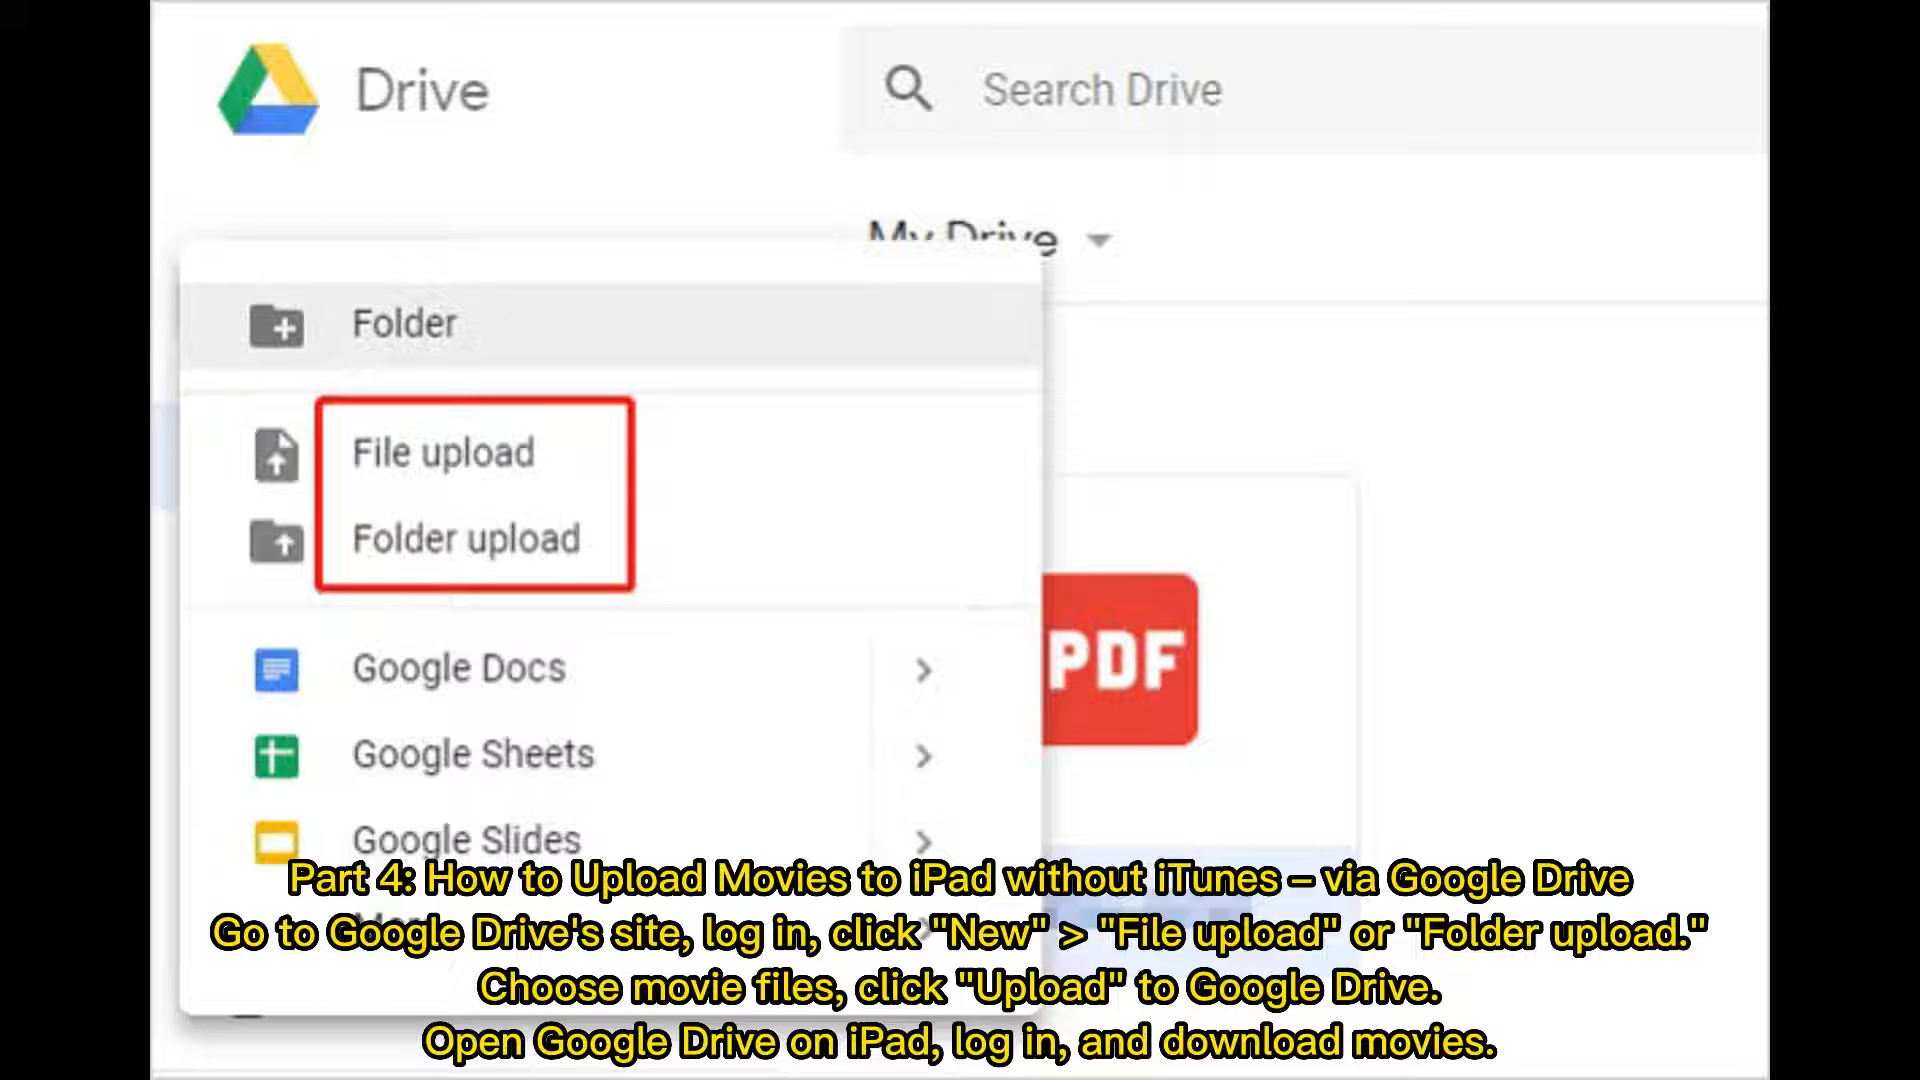 Drive
Search Drive
My Drive
Folder
File upload
Folder upload
PDF
Google Docs
Google Sheets
Google Slides
Part 4: How to Upload Movies to iPad without iTunes – via Google Drive
Go to Google Drive's site, log in, click "New" > "File upload" or "Folder upload."
Choose movie files, click "Upload" to Google Drive.
Open Google Drive on iPad, log in, and download movies.